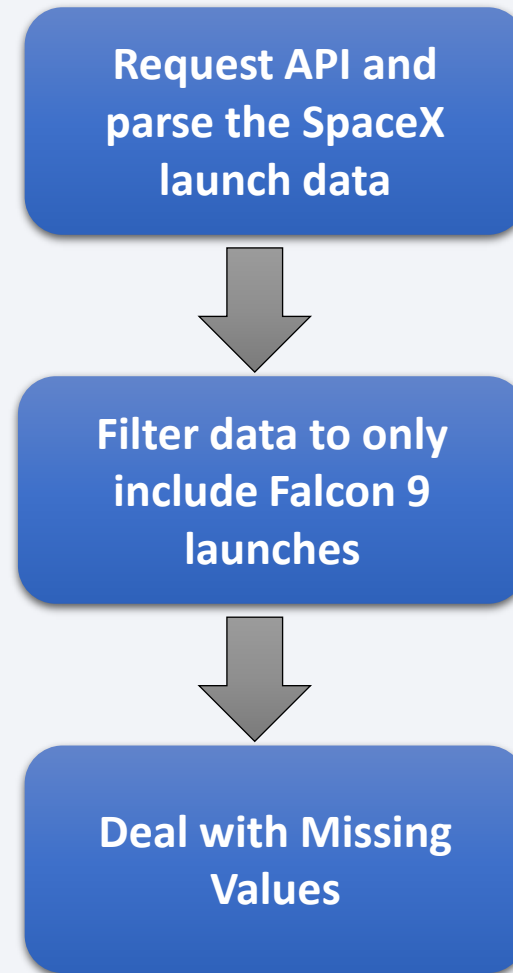 Request API and
parse the SpaceX
launch data
Filter data to only
include Falcon 9
launches
Deal with Missing
Values